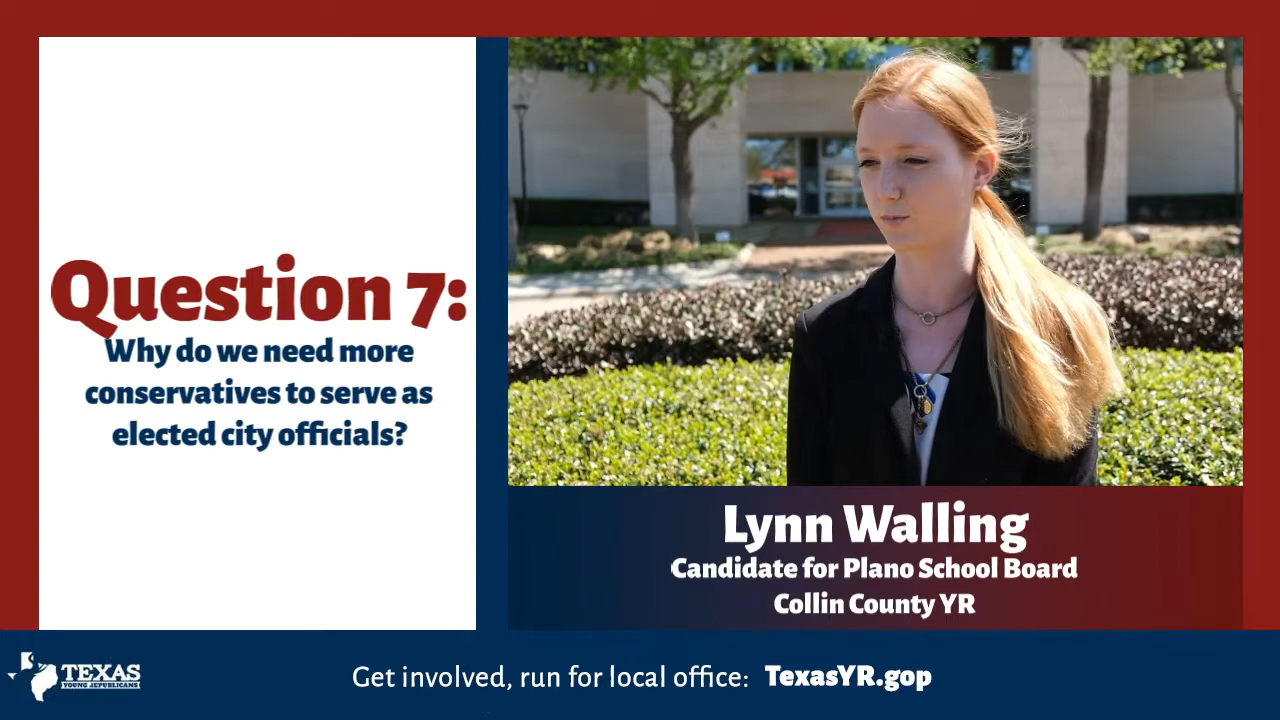 Question 7:
Why do we need more
conservatives to serve as
elected city officials?
Lynn Walling
Candidate for Plano School Board
Collin County YR
TEXAS
YOUNG REPUBLICANS
Get involved, run for local office: TexasYR.gop